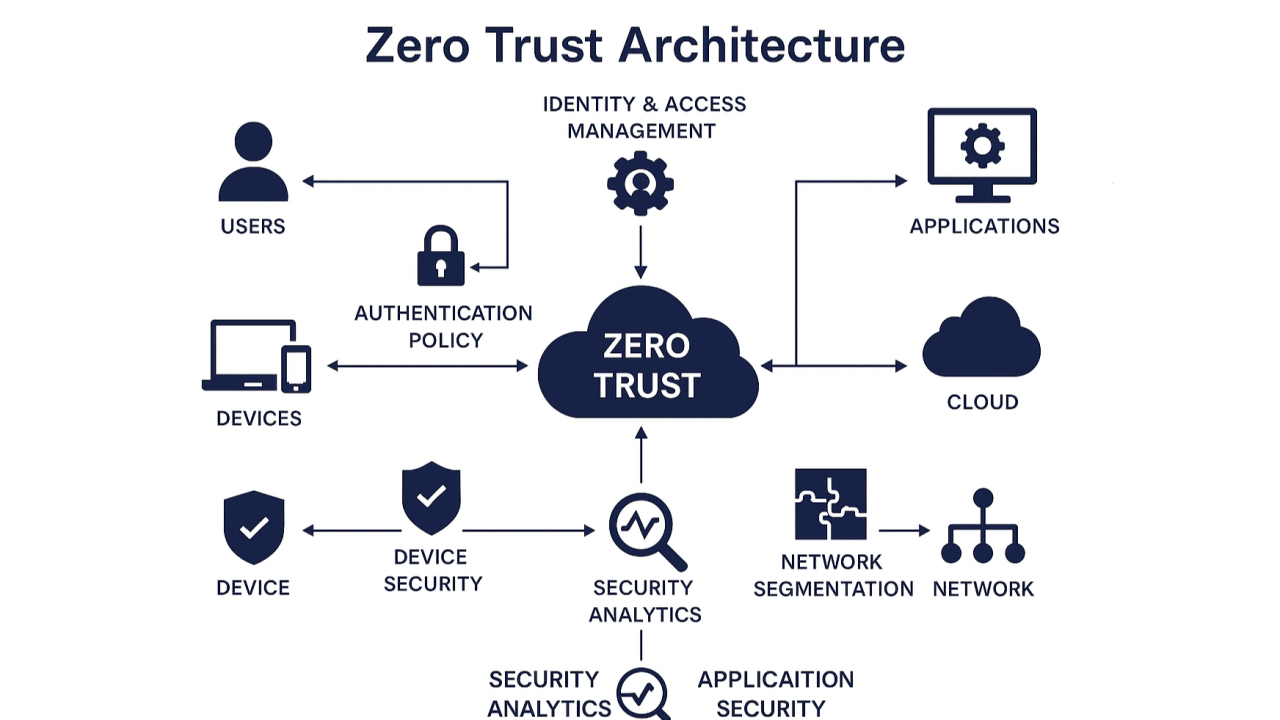 Zero Trust Architecture
IDENTITY & ACCESS
MANAGEMENT
USERS
APPLICATIONS
AUTHENTICATION
POLICY
ZERO
TRUST
DEVICES
CLOUD
DEVICE
SECURITY
DEVICE
SECURITY
ANALYTICS
NETWORK
SEGMENTATION
NETWORK
SECURITY
ANALYTICS
APPLICAITION
SECURITY